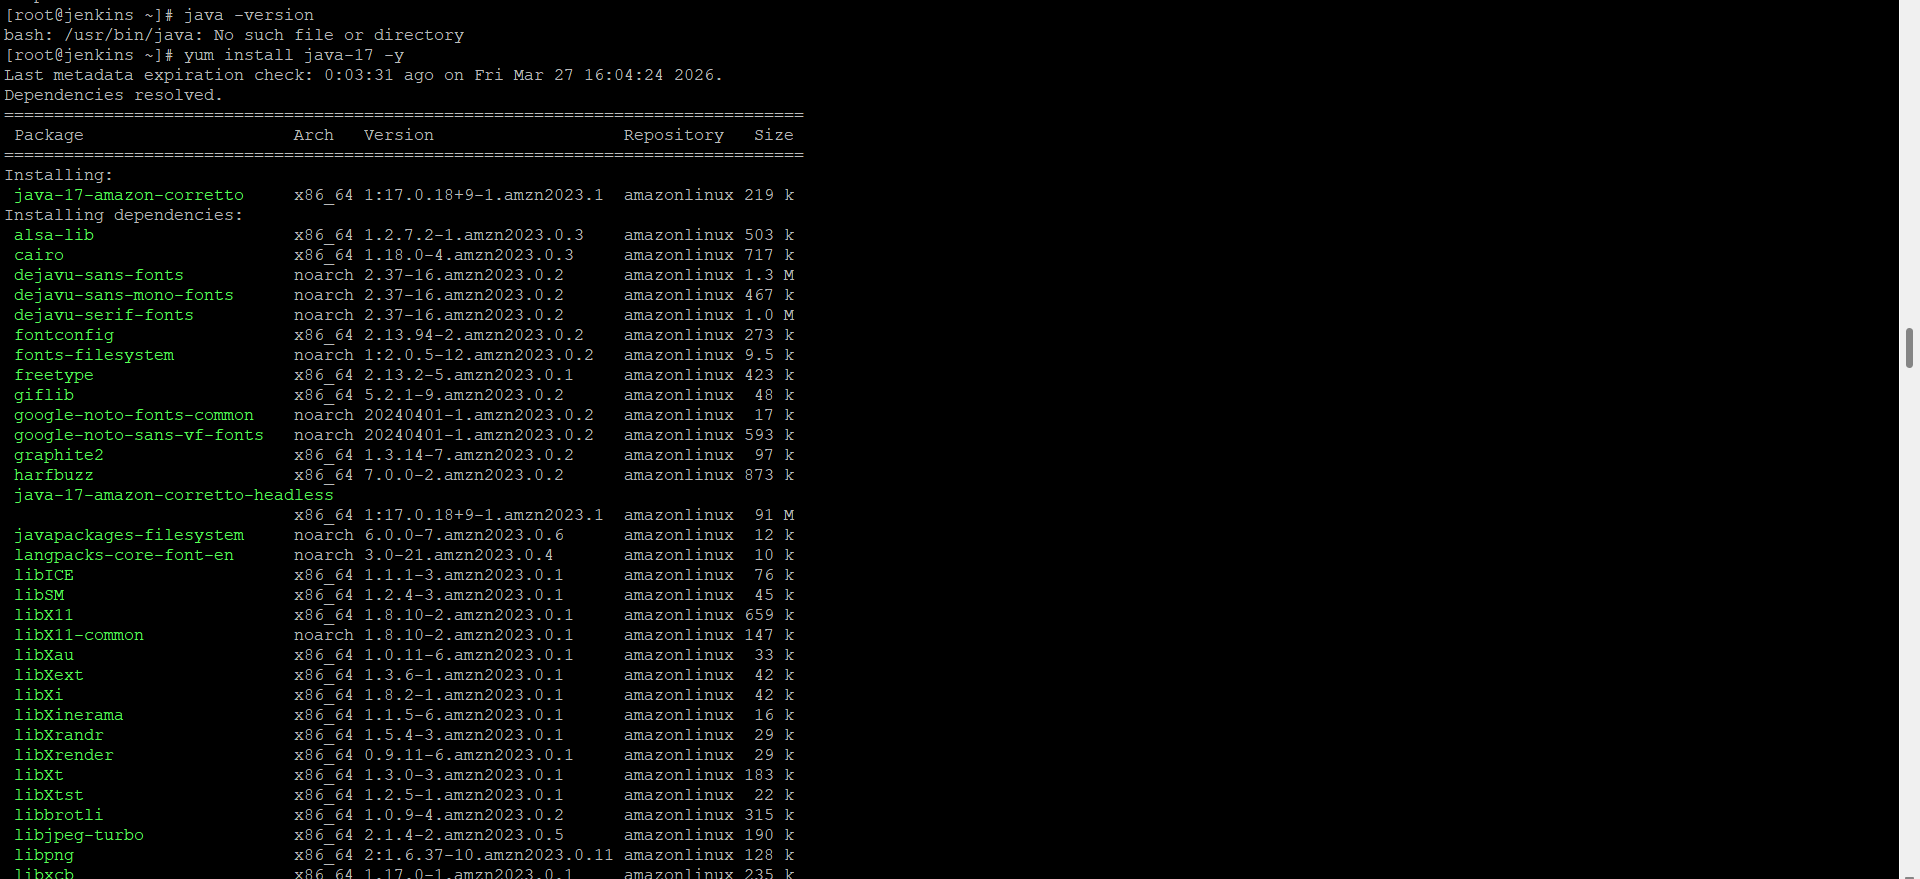 [root@jenkins ~]# java -version
bash: /usr/bin/java: No such file or directory
[root@jenkins ~]# yum install java-17 -y
Last metadata expiration check: 0:03:31 ago on Fri Mar 27 16:04:24 2026.
Dependencies resolved.
================================================================================
 Package                    Arch   Version                   Repository   Size
================================================================================
Installing:
 java-17-amazon-corretto     x86_64 1:17.0.18+9-1.amzn2023.1  amazonlinux 219 k
Installing dependencies:
 alsa-lib                    x86_64 1.2.7.2-1.amzn2023.0.3    amazonlinux 503 k
 cairo                       x86_64 1.18.0-4.amzn2023.0.3     amazonlinux 717 k
 dejavu-sans-fonts           noarch 2.37-16.amzn2023.0.2      amazonlinux 1.3 M
 dejavu-sans-mono-fonts      noarch 2.37-16.amzn2023.0.2      amazonlinux 467 k
 dejavu-serif-fonts          noarch 2.37-16.amzn2023.0.2      amazonlinux 1.0 M
 fontconfig                  x86_64 2.13.94-2.amzn2023.0.2    amazonlinux 273 k
 fonts-filesystem            noarch 1:2.0.5-12.amzn2023.0.2   amazonlinux 9.5 k
 freetype                    x86_64 2.13.2-5.amzn2023.0.1     amazonlinux 423 k
 giflib                      x86_64 5.2.1-9.amzn2023.0.2      amazonlinux  48 k
 google-noto-fonts-common    noarch 20240401-1.amzn2023.0.2   amazonlinux  17 k
 google-noto-sans-vf-fonts   noarch 20240401-1.amzn2023.0.2   amazonlinux 593 k
 graphite2                   x86_64 1.3.14-7.amzn2023.0.2     amazonlinux  97 k
 harfbuzz                    x86_64 7.0.0-2.amzn2023.0.2      amazonlinux 873 k
 java-17-amazon-corretto-headless
                             x86_64 1:17.0.18+9-1.amzn2023.1  amazonlinux  91 M
 javapackages-filesystem     noarch 6.0.0-7.amzn2023.0.6      amazonlinux  12 k
 langpacks-core-font-en      noarch 3.0-21.amzn2023.0.4       amazonlinux  10 k
 libICE                      x86_64 1.1.1-3.amzn2023.0.1      amazonlinux  76 k
 libSM                       x86_64 1.2.4-3.amzn2023.0.1      amazonlinux  45 k
 libX11                      x86_64 1.8.10-2.amzn2023.0.1     amazonlinux 659 k
 libX11-common               noarch 1.8.10-2.amzn2023.0.1     amazonlinux 147 k
 libXau                      x86_64 1.0.11-6.amzn2023.0.1     amazonlinux  33 k
 libXext                     x86_64 1.3.6-1.amzn2023.0.1      amazonlinux  42 k
 libXi                       x86_64 1.8.2-1.amzn2023.0.1      amazonlinux  42 k
 libXinerama                 x86_64 1.1.5-6.amzn2023.0.1      amazonlinux  16 k
 libXrandr                   x86_64 1.5.4-3.amzn2023.0.1      amazonlinux  29 k
 libXrender                  x86_64 0.9.11-6.amzn2023.0.1     amazonlinux  29 k
 libXt                       x86_64 1.3.0-3.amzn2023.0.1      amazonlinux 183 k
 libXtst                     x86_64 1.2.5-1.amzn2023.0.1      amazonlinux  22 k
 libbrotli                   x86_64 1.0.9-4.amzn2023.0.2      amazonlinux 315 k
 libjpeg-turbo               x86_64 2.1.4-2.amzn2023.0.5      amazonlinux 190 k
 libpng                      x86_64 2:1.6.37-10.amzn2023.0.11 amazonlinux 128 k
 libxcb                      x86_64 1.17.0-1.amzn2023.0.1     amazonlinux 235 k